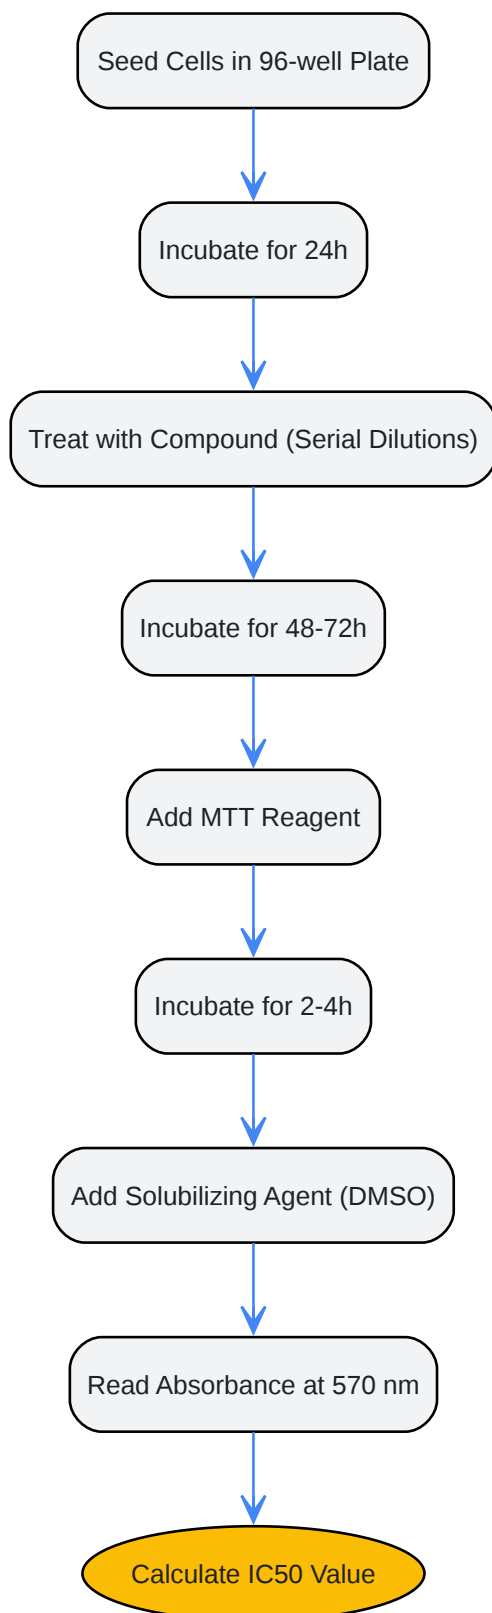 Seed Cells in 96-well Plate
Incubate for 24h
Treat with Compound (Serial Dilutions)
Incubate for 48-72h
Add MTT Reagent
Incubate for 2-4h
Add Solubilizing Agent (DMSO)
Read Absorbance at 570 nm
Calculate IC50 Value